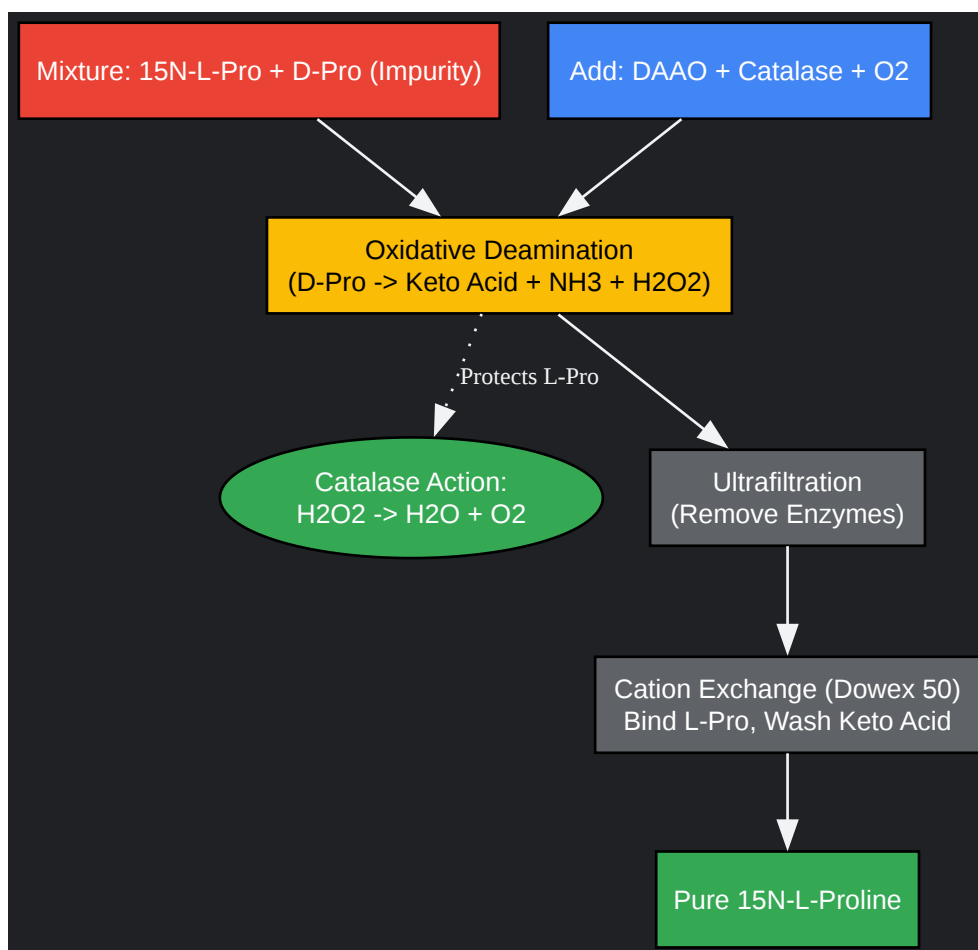 Mixture: 15N-L-Pro + D-Pro (Impurity)
Add: DAAO + Catalase + O2
Oxidative Deamination
(D-Pro -> Keto Acid + NH3 + H2O2)
Protects L-Pro
Catalase Action:
H2O2 -> H2O + O2
Ultrafiltration
(Remove Enzymes)
Cation Exchange (Dowex 50)
Bind L-Pro, Wash Keto Acid
Pure 15N-L-Proline